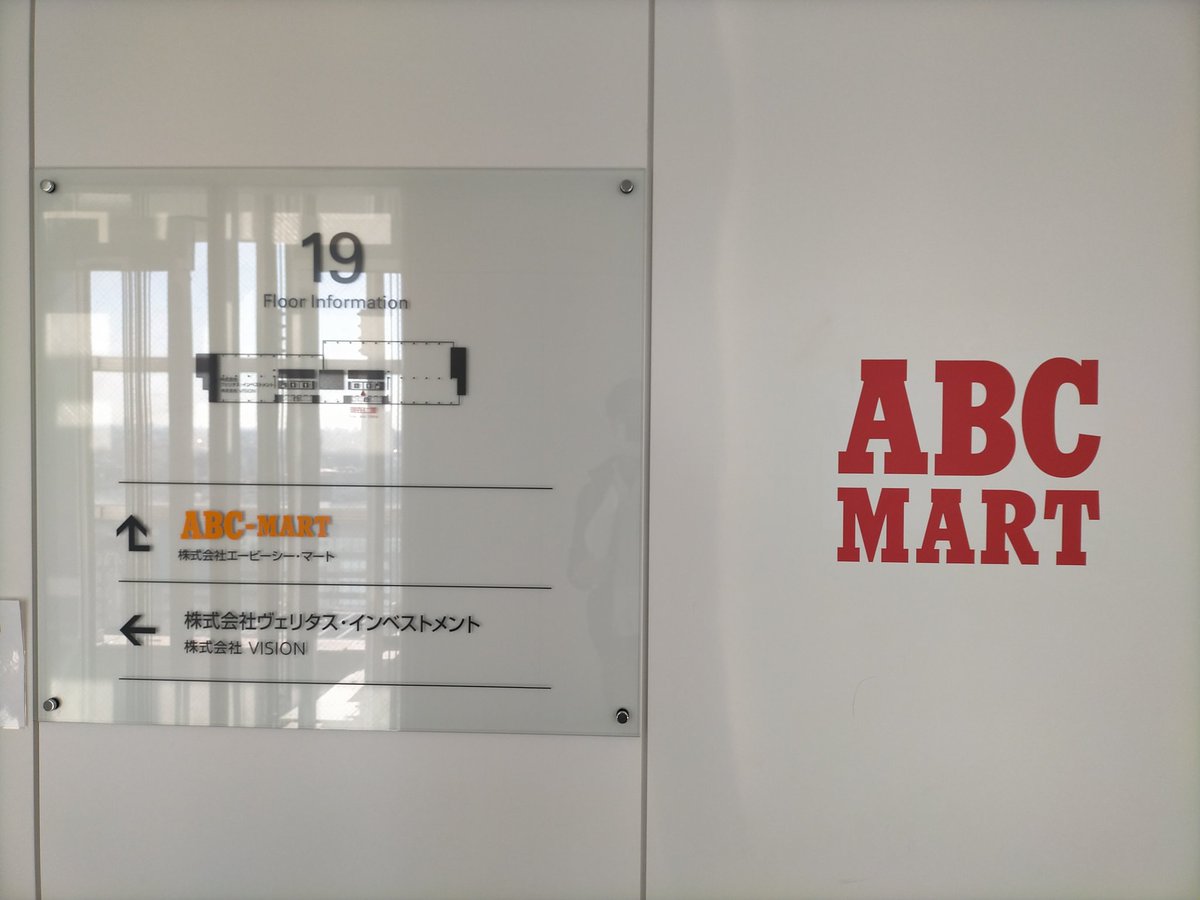 19
Floor Information
ABC-MART
株式会社エービーシー・マート
株式会社ヴェリタス・インベストメント
株式会社 VISION
ABC
MART